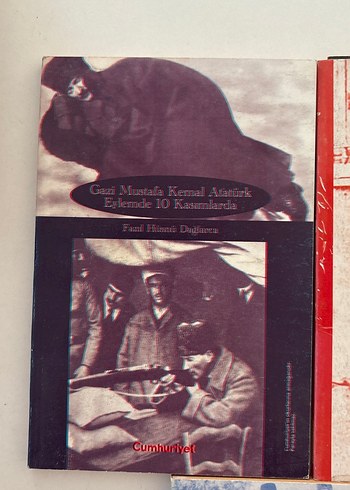 Gazi Mustafa Kemal Atatürk
Eylemde 10 Kasımlarda
Fazıl Hüsnü Dağlarca
Cumhuriyet